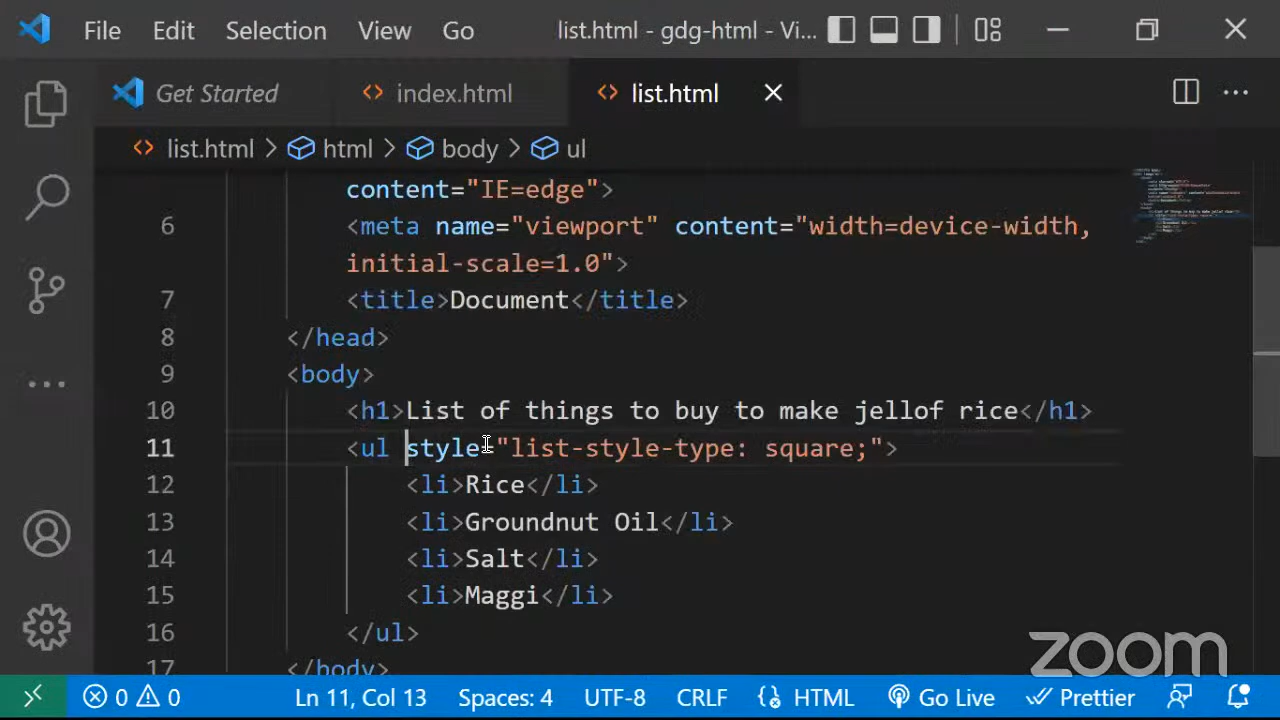 File Edit Selection View Go list.html - gdg-html - Vi...
Get Started index.html list.html
list.html > html > body > ul
content="IE=edge">
6 <meta name="viewport" content="width=device-width,
initial-scale=1.0">
7 <title>Document</title>
8 </head>
9 <body>
10 <h1>List of things to buy to make jellof rice</h1>
11 <ul style="list-style-type: square;">
12 <li>Rice</li>
13 <li>Groundnut Oil</li>
14 <li>Salt</li>
15 <li>Maggi</li>
16 </ul>
17 </body>
zoom
0 0 Ln 11, Col 13 Spaces: 4 UTF-8 CRLF HTML Go Live Prettier